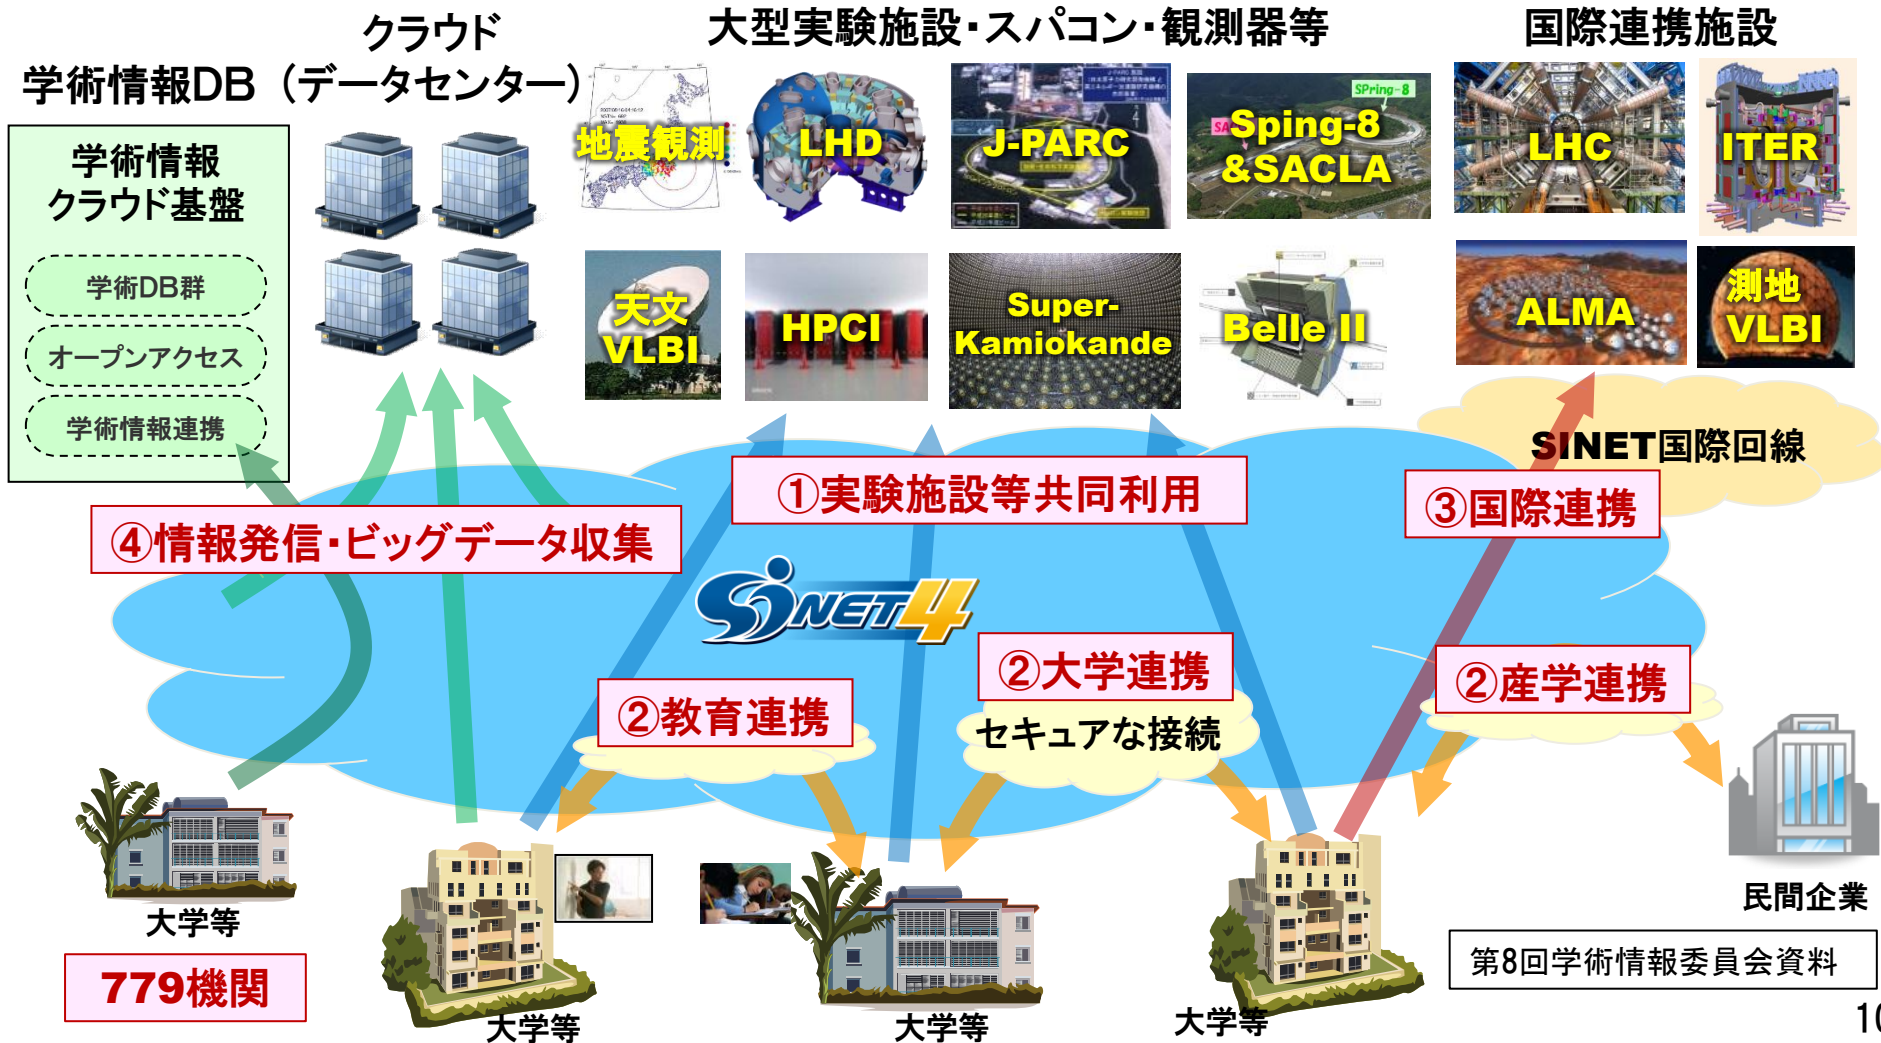 クラウド
学術情報DB（データセンター）
大型実験施設・スパコン・観測器等
国際連携施設
学術情報
クラウド基盤
学術DB群
オープンアクセス
学術情報連携
地震観測
LHD
J-PARC
SPring-8
Sping-8
&SACLA
LHC
ITER
天文
VLBI
HPCI
Super-
Kamiokande
Belle II
ALMA
測地
VLBI
SINET国際回線
①実験施設等共同利用
③国際連携
④情報発信・ビッグデータ収集
SINET4
②大学連携
②産学連携
②教育連携
セキュアな接続
大学等
779機関
大学等
大学等
大学等
民間企業
第8回学術情報委員会資料